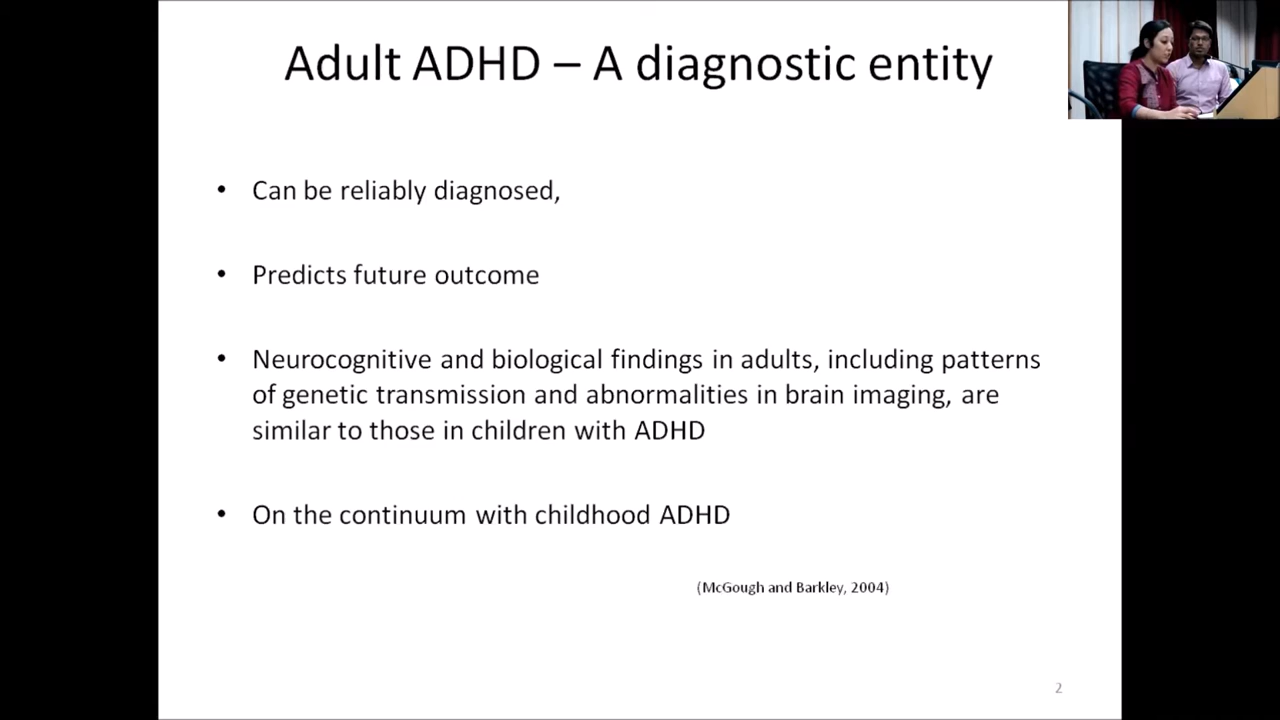 Adult ADHD – A diagnostic entity
• Can be reliably diagnosed,
• Predicts future outcome
• Neurocognitive and biological findings in adults, including patterns
of genetic transmission and abnormalities in brain imaging, are
similar to those in children with ADHD
• On the continuum with childhood ADHD
(McGough and Barkley, 2004)
2